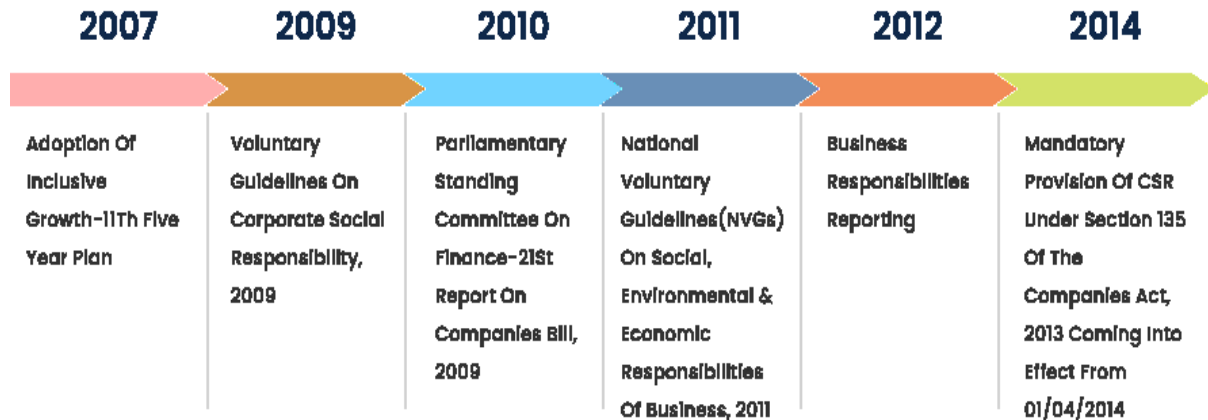 2007
Adoption Of
Inclusive
Growth-11Th Five
Year Plan
2009
Voluntary
Guidelines On
Corporate Social
Responsibility,
2009
2010
Parliamentary
Standing
Committee On
Finance-21St
Report On
Companies Bill,
2009
2011
National
Voluntary
Guidelines(NVGs)
On Social,
Environmental &
Economic
Responsibilities
Of Business, 2011
2012
Business
Responsibilities
Reporting
2014
Mandatory
Provision Of CSR
Under Section 135
Of The
Companies Act,
2013 Coming Into
Effect From
01/04/2014